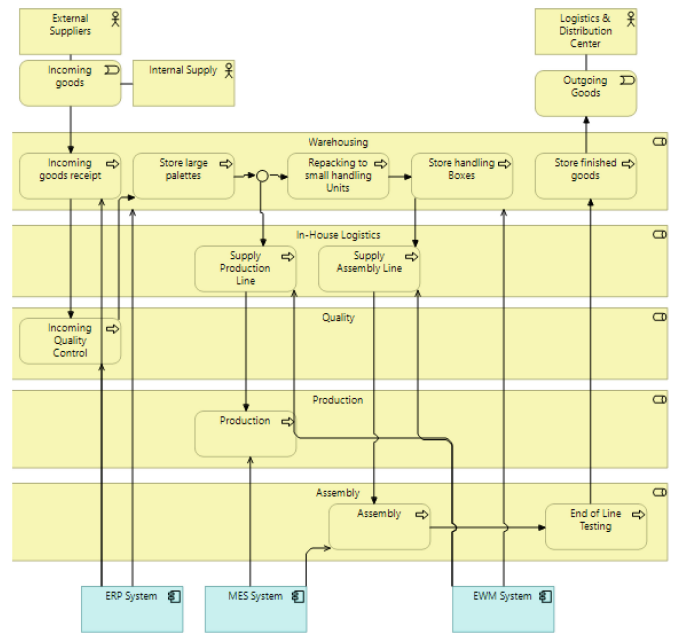 External
Suppliers
Logistics &
Distribution
Center
Incoming
goods
Internal Supply
Outgoing
Goods
Warehousing
Incoming
goods receipt
Store large
palettes
Repacking to
small handling
Units
Store handling
Boxes
Store finished
goods
In-House Logistics
Supply
Production
Line
Supply
Assembly Line
Quality
Incoming
Quality
Control
Production
Production
Assembly
Assembly
End of Line
Testing
ERP System
MES System
EWM System